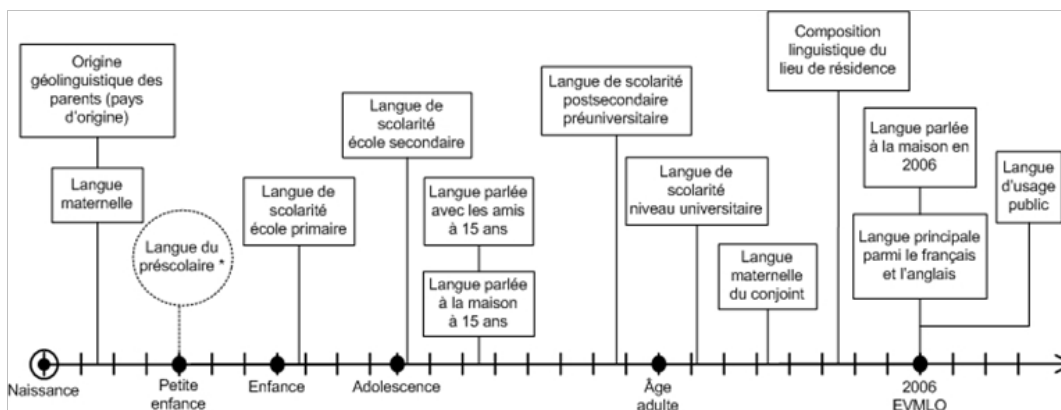 Origine
géolinguistique des
parents (pays
d'origine)
Langue
maternelle
Langue du
préscolaire *
Langue de
scolarité
école primaire
Langue de
scolarité
école secondaire
Langue parlée
avec les amis
à 15 ans
Langue parlée
à la maison
à 15 ans
Langue de scolarité
postsecondaire
préuniversitaire
Langue de
scolarité
niveau universitaire
Langue
maternelle
du conjoint
Composition
linguistique du
lieu de résidence
Langue parlée
à la maison en
2006
Langue principale
parmi le français
et l'anglais
Langue
d'usage
public
Naissance
Petite
enfance
Enfance
Adolescence
Âge
adulte
2006
EVMLO